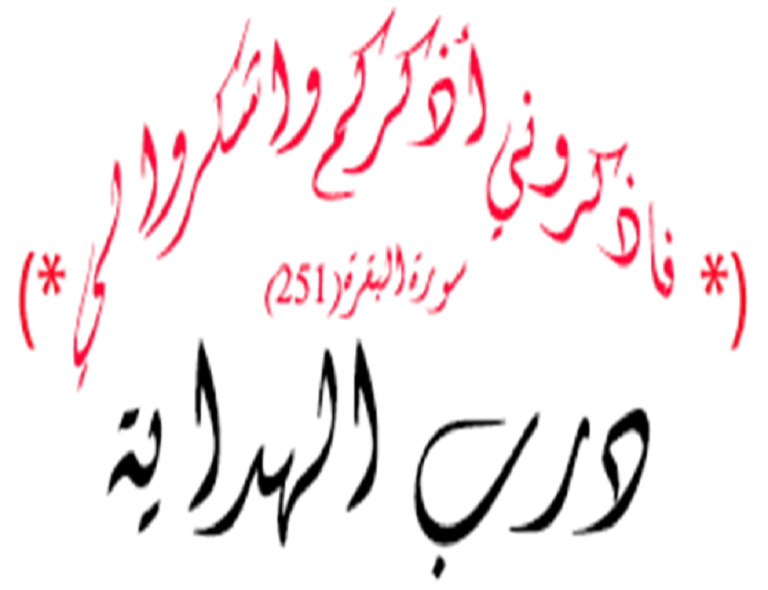 (* فاذكروني أذكركم واشكروا لي *)
سورة البقرة (251)
درب الهداية